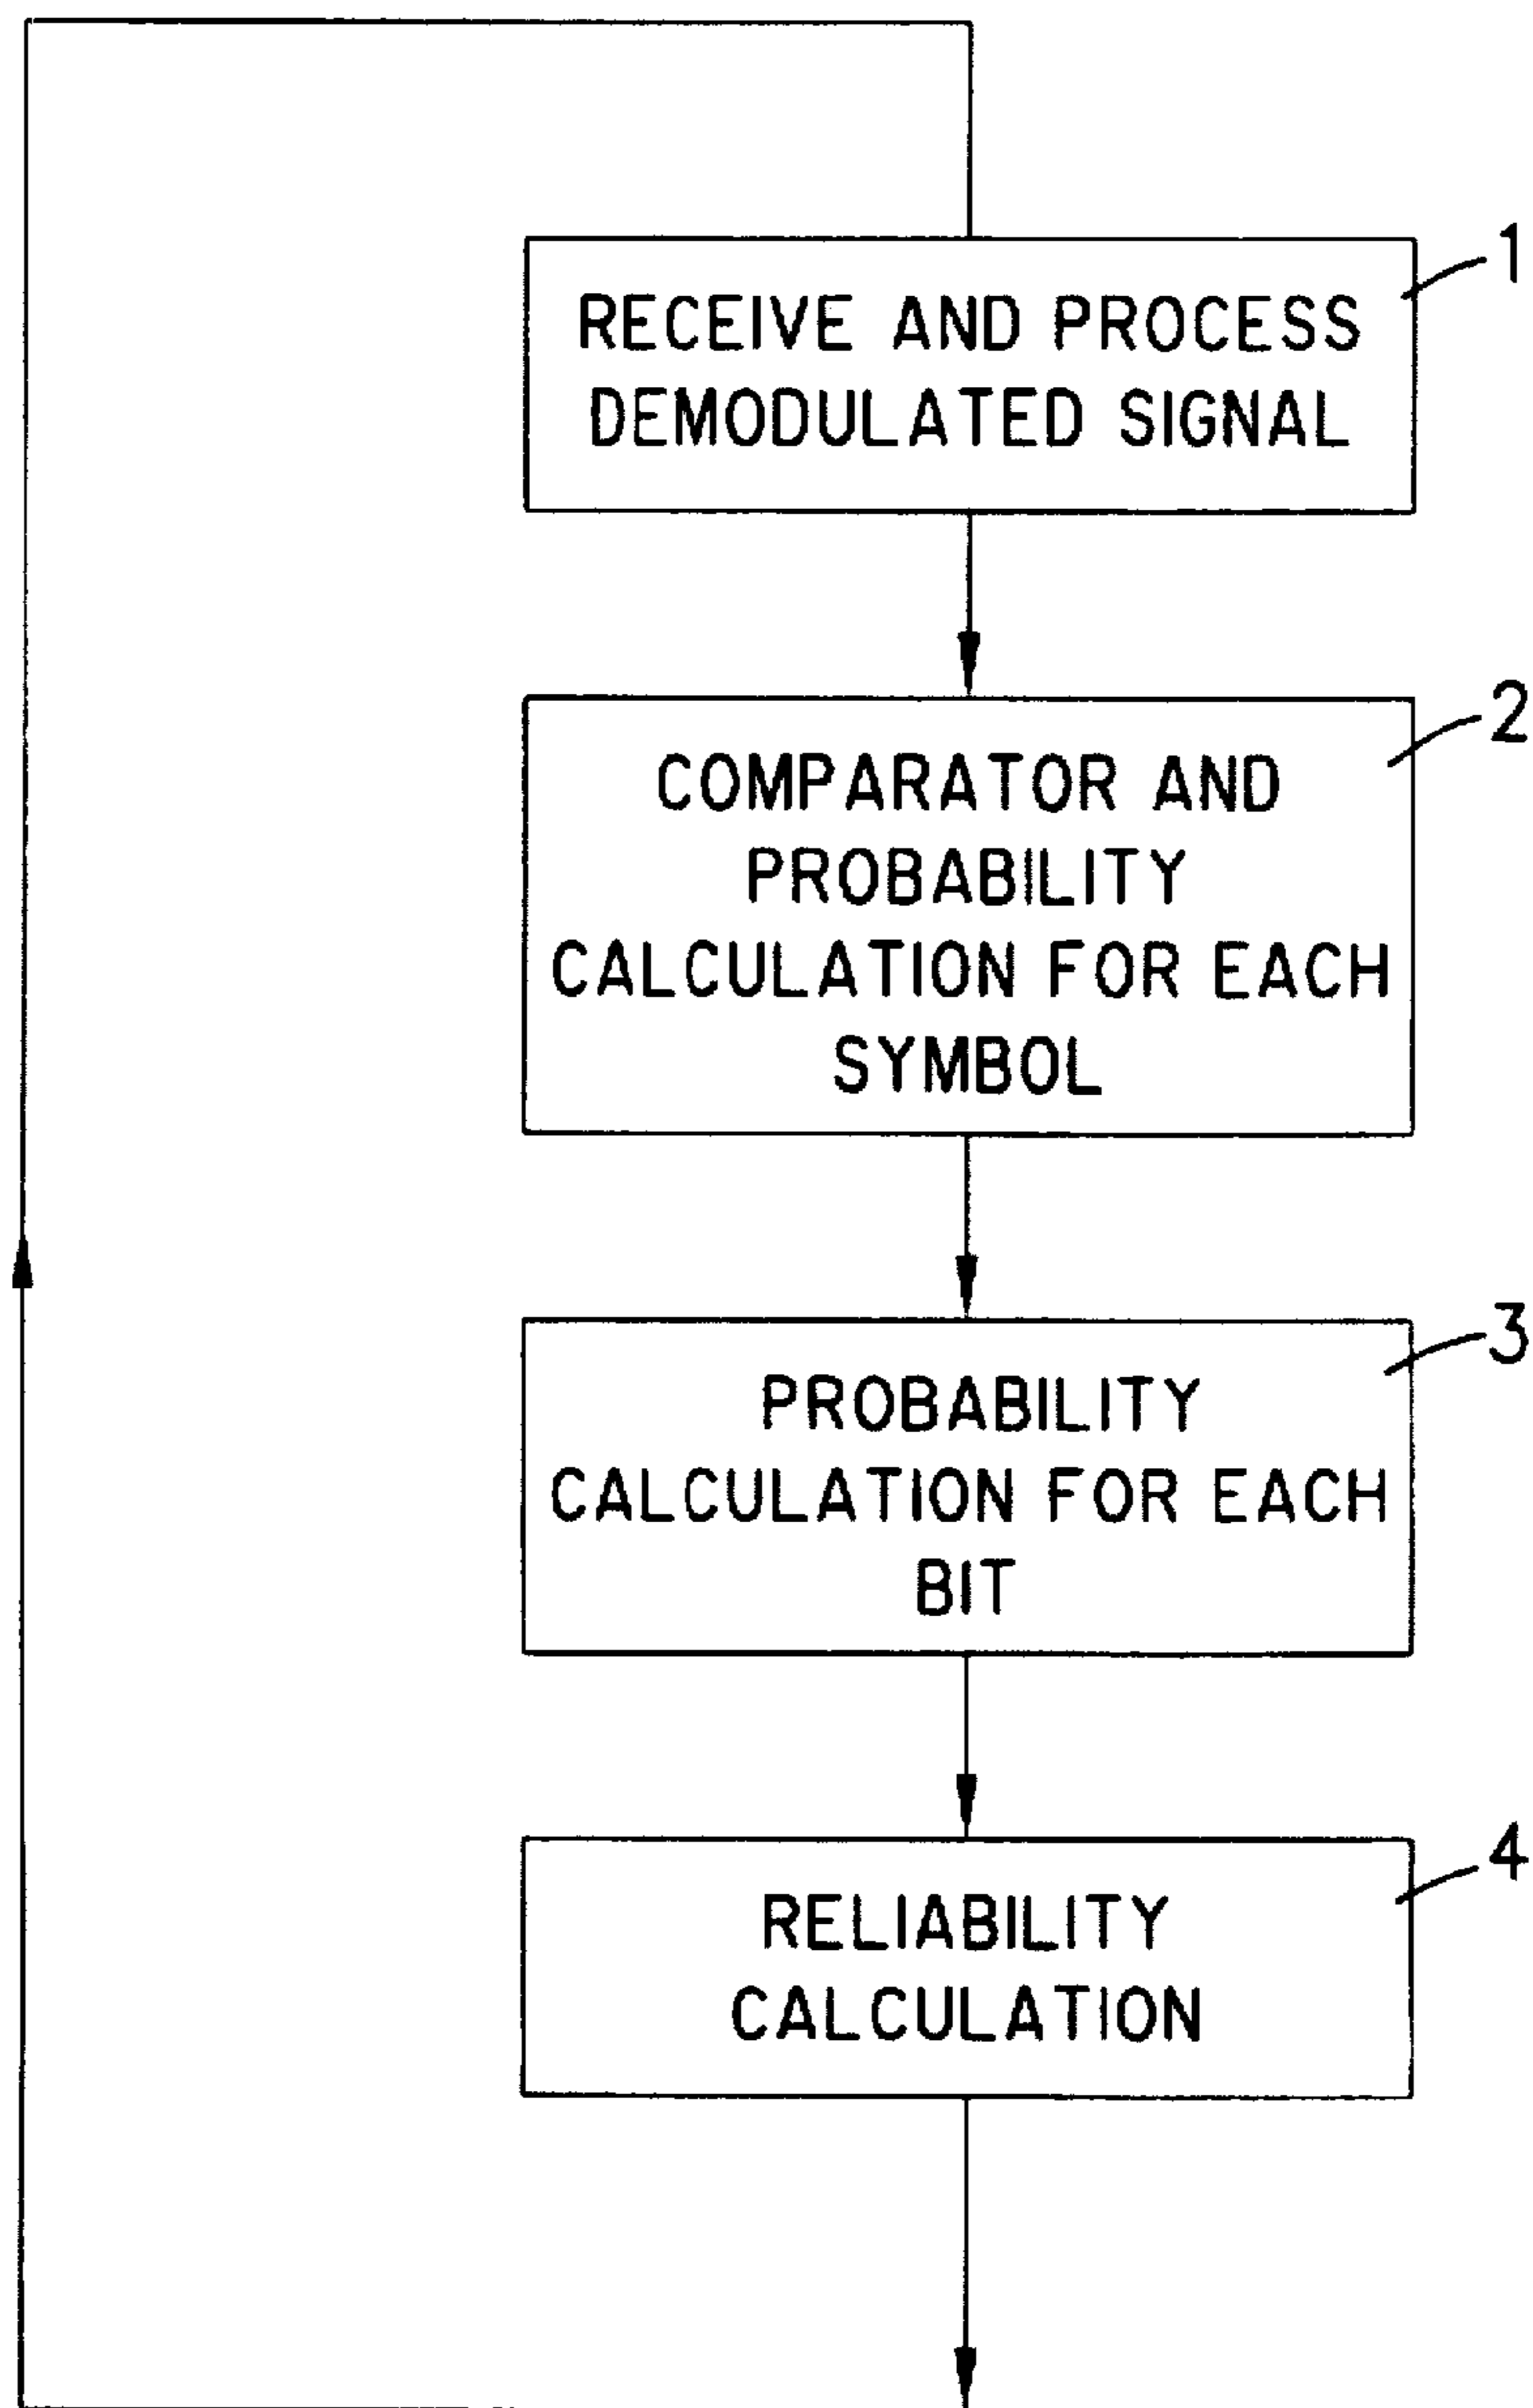 1
RECEIVE AND PROCESS
DEMODULATED SIGNAL
2
COMPARATOR AND
PROBABILITY
CALCULATION FOR EACH
SYMBOL
3
PROBABILITY
CALCULATION FOR EACH
BIT
4
RELIABILITY
CALCULATION